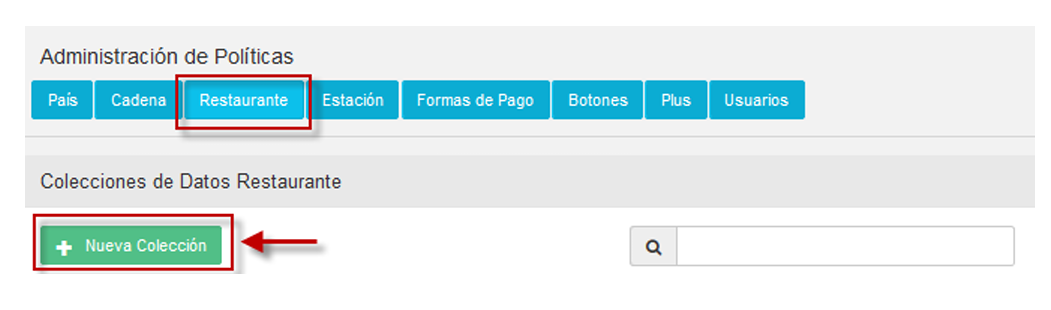 Administración de Políticas
País Cadena Restaurante Estación Formas de Pago Botones Plus Usuarios
Colecciones de Datos Restaurante
Nueva Colección